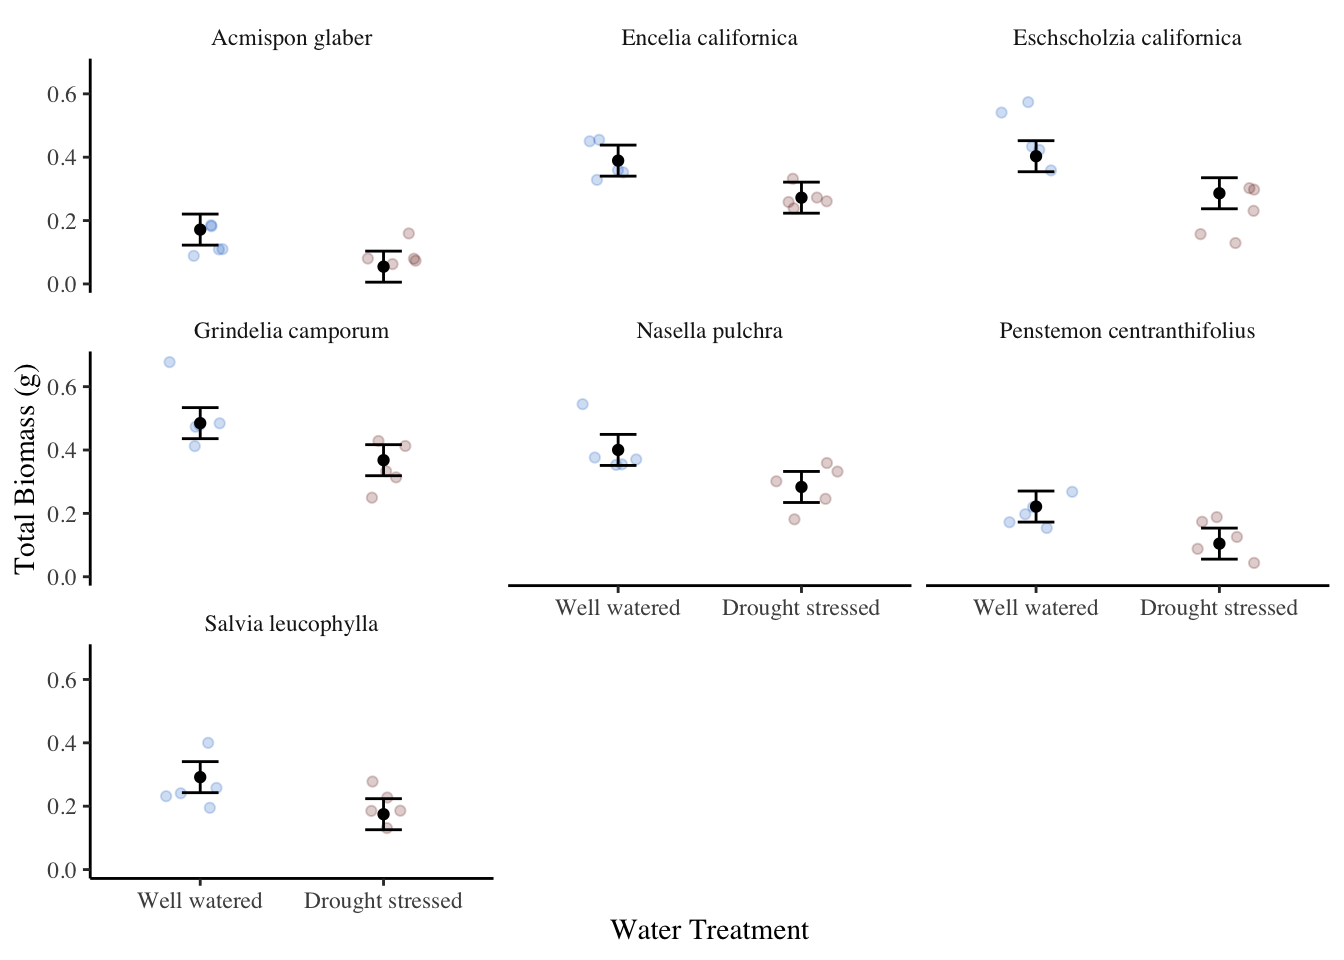 Acmispon glaber
Encelia californica
Eschscholzia californica
0.6
0.4
0.2
0.0
Grindelia camporum
Nasella pulchra
Penstemon centranthifolius
Total Biomass (g)
0.6
0.4
0.2
0.0
Well watered
Drought stressed
Well watered
Drought stressed
Salvia leucophylla
0.6
0.4
0.2
0.0
Well watered
Drought stressed
Water Treatment